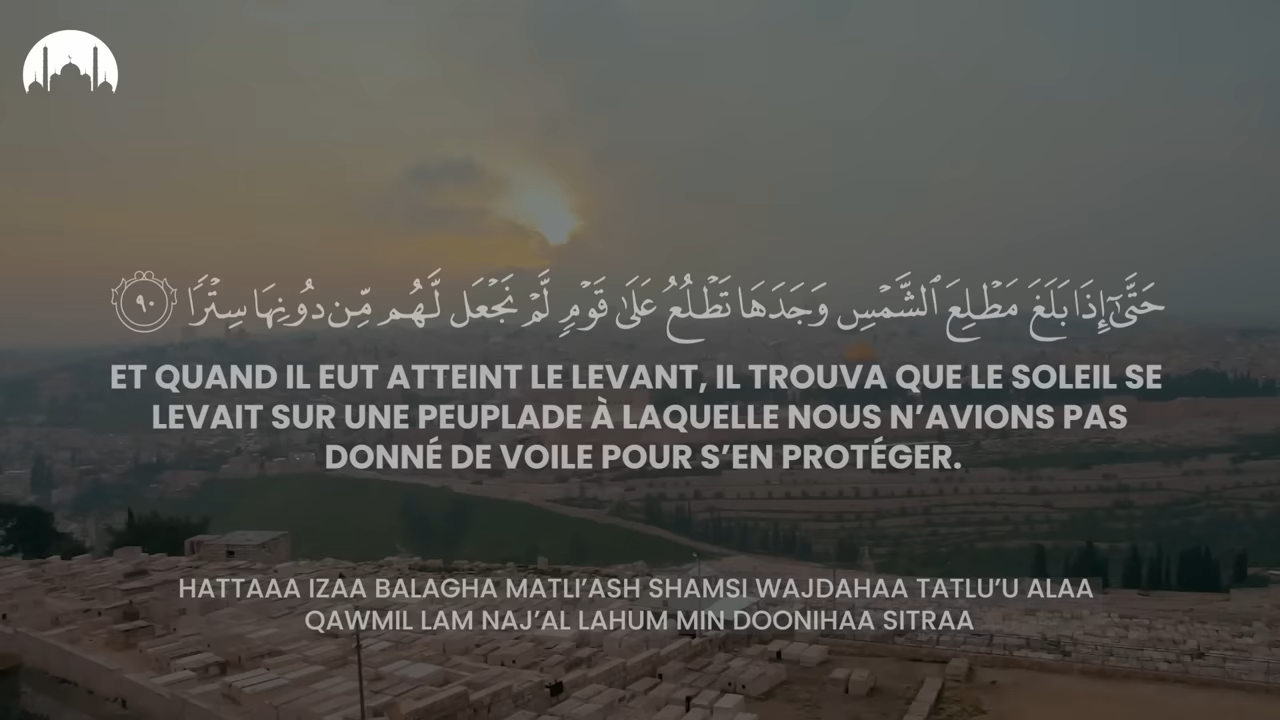 حَتَّىٰٓ إِذَا بَلَغَ مَطْلِعَ ٱلشَّمْسِ وَجَدَهَا تَطْلُعُ عَلَىٰ قَوْمٍ لَّمْ نَجْعَل لَّهُم مِّن دُونِهَا سِتْرًا ٩٠
ET QUAND IL EUT ATTEINT LE LEVANT, IL TROUVA QUE LE SOLEIL SE
LEVAIT SUR UNE PEUPLADE À LAQUELLE NOUS N’AVIONS PAS
DONNÉ DE VOILE POUR S’EN PROTÉGER.
HATTAAA IZAA BALAGHA MATLI’ASH SHAMSI WAJDAHAA TATLU’U ALAA
QAWMIL LAM NAJ’AL LAHUM MIN DOONIHAA SITRAA